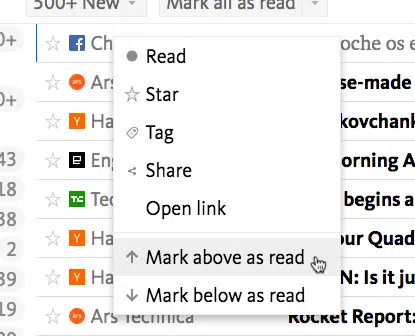 500+ New Mark all as read
0+ Ch oche os e
Read
Ars se-made
0+ Star
Ha kovchank
Tag
43 Eng orning A
Share
18 Tec begins a
Open link
38 Ha
2 Ha our Quad
Mark above as read
39 Ha N: Is it ju
Mark below as read
19 Ars Technica Rocket Report: